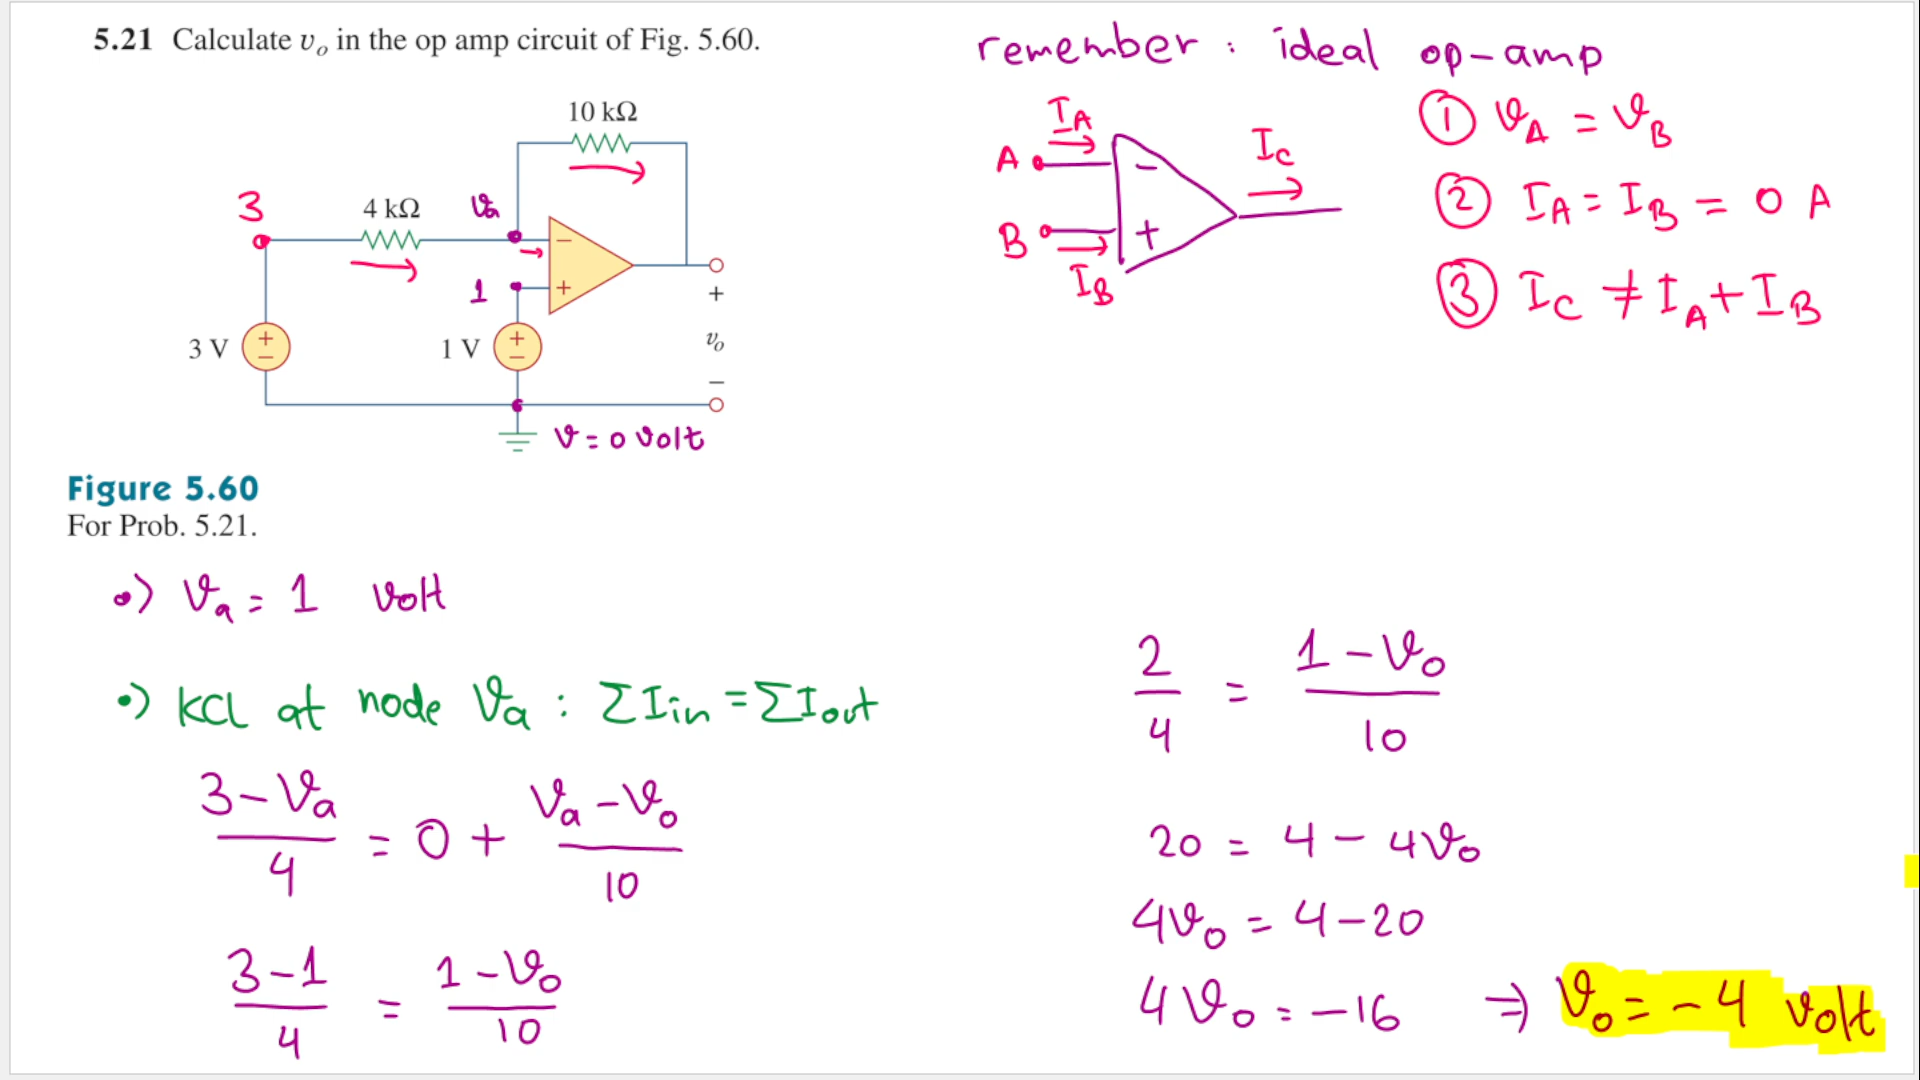 5.21 Calculate vo in the op amp circuit of Fig. 5.60.
10 kΩ
3
4 kΩ
va
−
1
+
+
3 V
+
−
1 V
+
−
vo
−
v = 0 volt
Figure 5.60
For Prob. 5.21.
•) va = 1 volt
•) KCL at node va : ΣIin = ΣIout
3 − va / 4 = 0 + va − vo / 10
3 − 1 / 4 = 1 − vo / 10
remember : ideal op-amp
IA
A
−
Ic
B
+
IB
① vA = vB
② IA = IB = 0 A
③ Ic ≠ IA + IB
2 / 4 = 1 − vo / 10
20 = 4 − 4vo
4vo = 4 − 20
4vo = −16 ⇒ vo = −4 volt